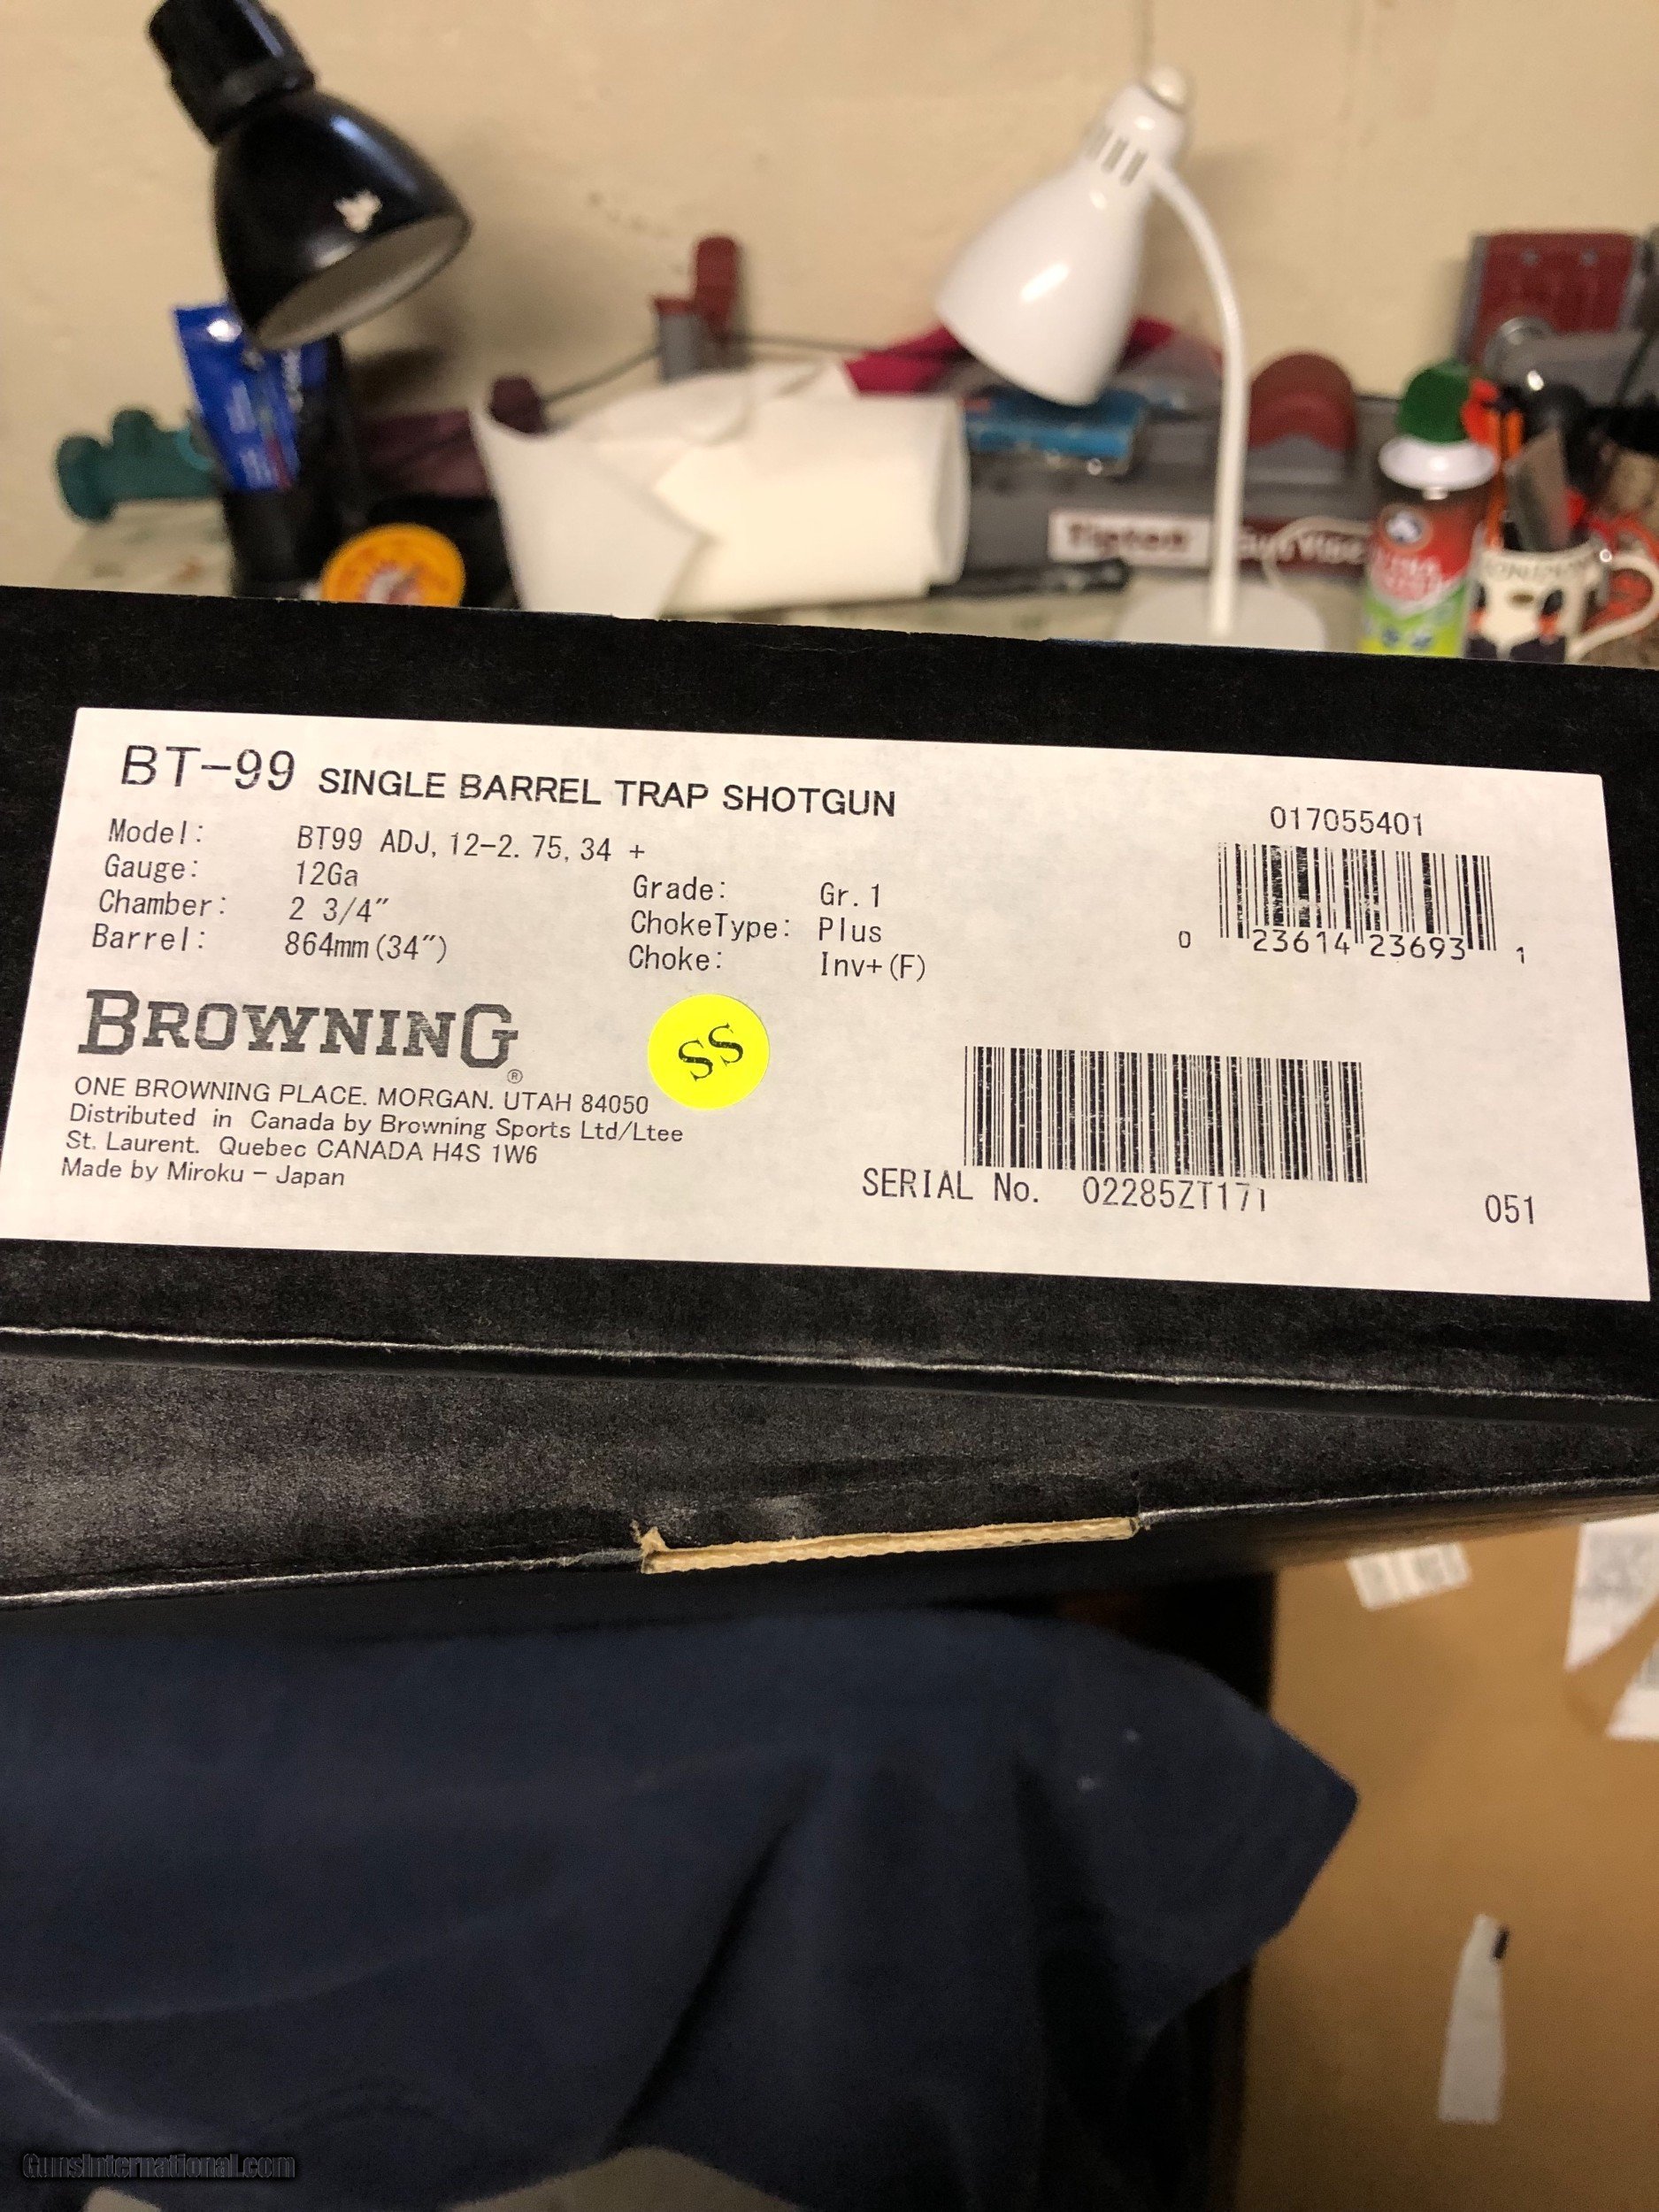 Tipton Gun Vise
BT-99 SINGLE BARREL TRAP SHOTGUN
Model: BT99 ADJ, 12-2. 75, 34 +
Gauge: 12Ga
Chamber: 2 3/4"
Barrel: 864mm(34")
Grade: Gr. 1
ChokeType: Plus
Choke: Inv+(F)
017055401
0 23614 23693 1
BROWNING®
SS
ONE BROWNING PLACE. MORGAN. UTAH 84050
Distributed in Canada by Browning Sports Ltd/Ltee
St. Laurent. Quebec CANADA H4S 1W6
Made by Miroku - Japan
SERIAL No. 02285ZT171
051
GunsInternational.com